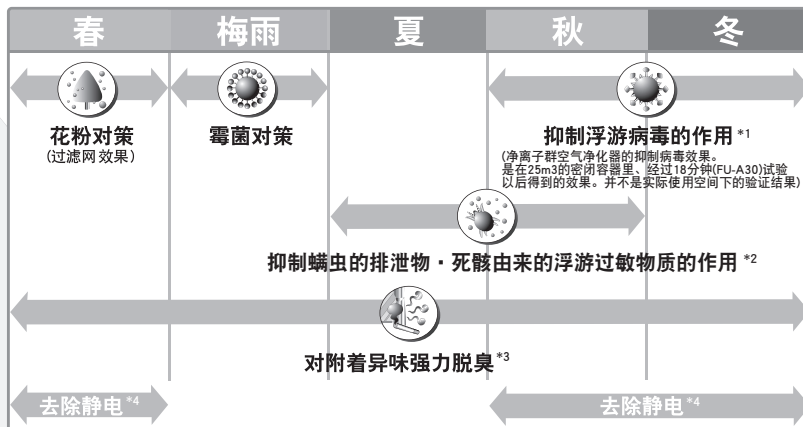 春 梅雨 夏 秋 冬
花粉对策
(过滤网效果)
霉菌对策
抑制浮游病毒的作用 *1
(净离子群空气净化器的抑制病毒效果。
是在25m3的密闭容器里、经过18分钟(FU-A30)试验
以后得到的效果。并不是实际使用空间下的验证结果)
抑制螨虫的排泄物・死骸由来的浮游过敏物质的作用 *2
对附着异味强力脱臭*3
去除静电*4 去除静电*4